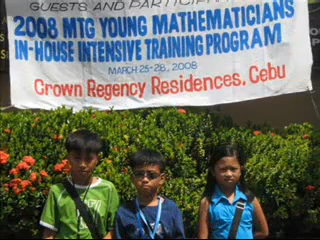 GUESTS AND PARTICIPANTS
2008 MTG YOUNG MATHEMATICIANS
IN-HOUSE INTENSIVE TRAINING PROGRAM
MARCH 25-28, 2008
Crown Regency Residences, Cebu